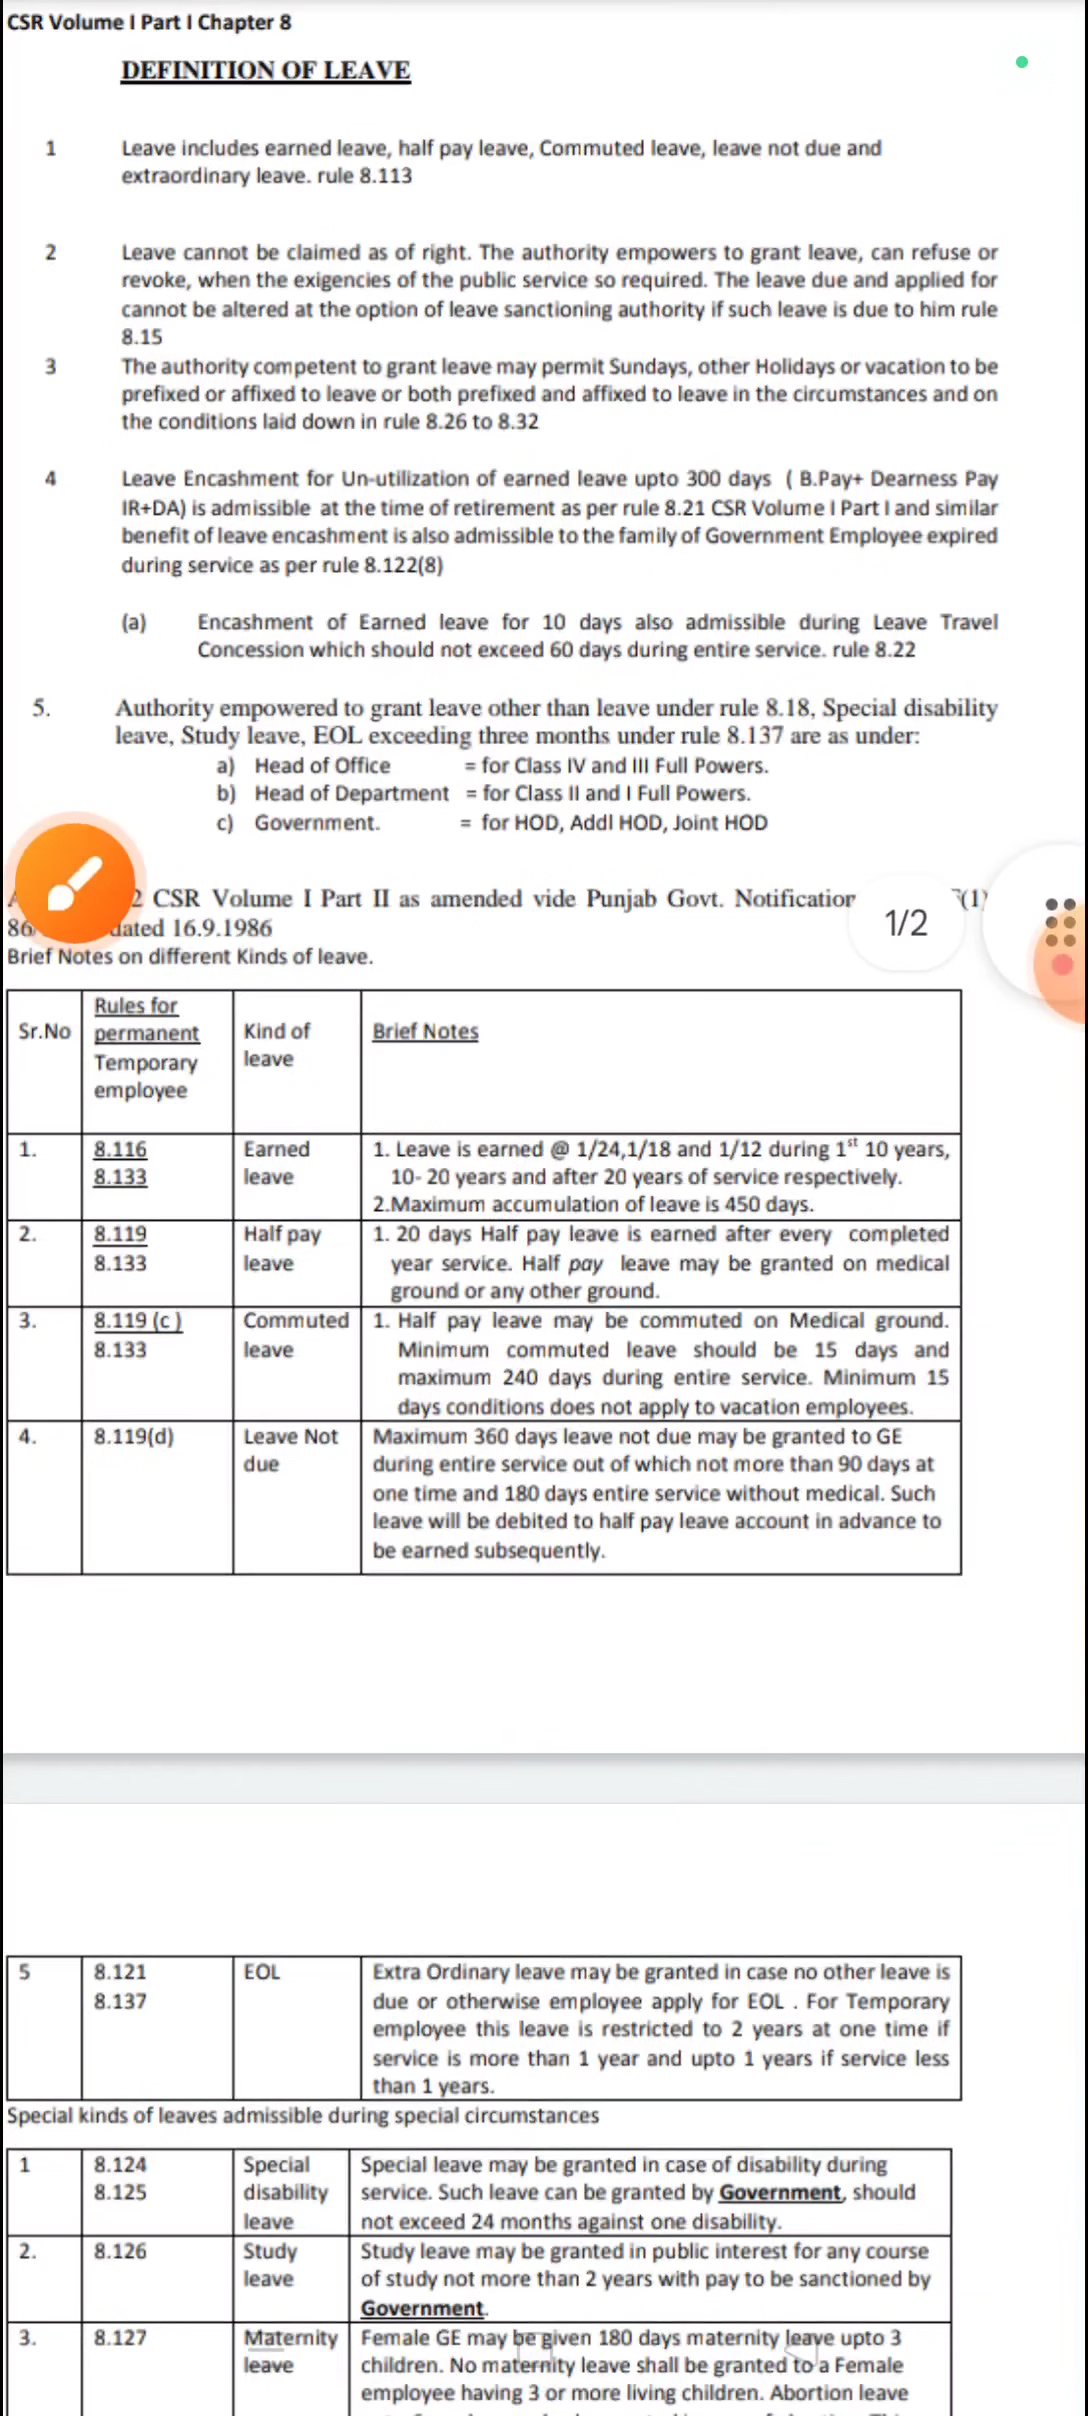 CSR Volume I Part I Chapter 8
DEFINITION OF LEAVE
1 Leave includes earned leave, half pay leave, Commuted leave, leave not due and
extraordinary leave. rule 8.113
2 Leave cannot be claimed as of right. The authority empowers to grant leave, can refuse or
revoke, when the exigencies of the public service so required. The leave due and applied for
cannot be altered at the option of leave sanctioning authority if such leave is due to him rule
8.15
3 The authority competent to grant leave may permit Sundays, other Holidays or vacation to be
prefixed or affixed to leave or both prefixed and affixed to leave in the circumstances and on
the conditions laid down in rule 8.26 to 8.32
4 Leave Encashment for Un-utilization of earned leave upto 300 days ( B.Pay+ Dearness Pay
IR+DA) is admissible at the time of retirement as per rule 8.21 CSR Volume I Part I and similar
benefit of leave encashment is also admissible to the family of Government Employee expired
during service as per rule 8.122(8)
(a) Encashment of Earned leave for 10 days also admissible during Leave Travel
Concession which should not exceed 60 days during entire service. rule 8.22
5. Authority empowered to grant leave other than leave under rule 8.18, Special disability
leave, Study leave, EOL exceeding three months under rule 8.137 are as under:
a) Head of Office = for Class IV and III Full Powers.
b) Head of Department = for Class II and I Full Powers.
c) Government. = for HOD, Addl HOD, Joint HOD
2 CSR Volume I Part II as amended vide Punjab Govt. Notification (1)
86 dated 16.9.1986
1/2
Brief Notes on different Kinds of leave.
Sr.No Rules for permanent Temporary employee Kind of leave Brief Notes
1. 8.116 Earned 1. Leave is earned @ 1/24,1/18 and 1/12 during 1st 10 years,
8.133 leave 10- 20 years and after 20 years of service respectively.
2.Maximum accumulation of leave is 450 days.
2. 8.119 Half pay 1. 20 days Half pay leave is earned after every completed
8.133 leave year service. Half pay leave may be granted on medical
ground or any other ground.
3. 8.119 (c ) Commuted 1. Half pay leave may be commuted on Medical ground.
8.133 leave Minimum commuted leave should be 15 days and
maximum 240 days during entire service. Minimum 15
days conditions does not apply to vacation employees.
4. 8.119(d) Leave Not Maximum 360 days leave not due may be granted to GE
due during entire service out of which not more than 90 days at
one time and 180 days entire service without medical. Such
leave will be debited to half pay leave account in advance to
be earned subsequently.
5 8.121 EOL Extra Ordinary leave may be granted in case no other leave is
8.137 due or otherwise employee apply for EOL . For Temporary
employee this leave is restricted to 2 years at one time if
service is more than 1 year and upto 1 years if service less
than 1 years.
Special kinds of leaves admissible during special circumstances
1 8.124 Special Special leave may be granted in case of disability during
8.125 disability service. Such leave can be granted by Government, should
leave not exceed 24 months against one disability.
2. 8.126 Study Study leave may be granted in public interest for any course
leave of study not more than 2 years with pay to be sanctioned by
Government.
3. 8.127 Maternity Female GE may be given 180 days maternity leave upto 3
leave children. No maternity leave shall be granted to a Female
employee having 3 or more living children. Abortion leave